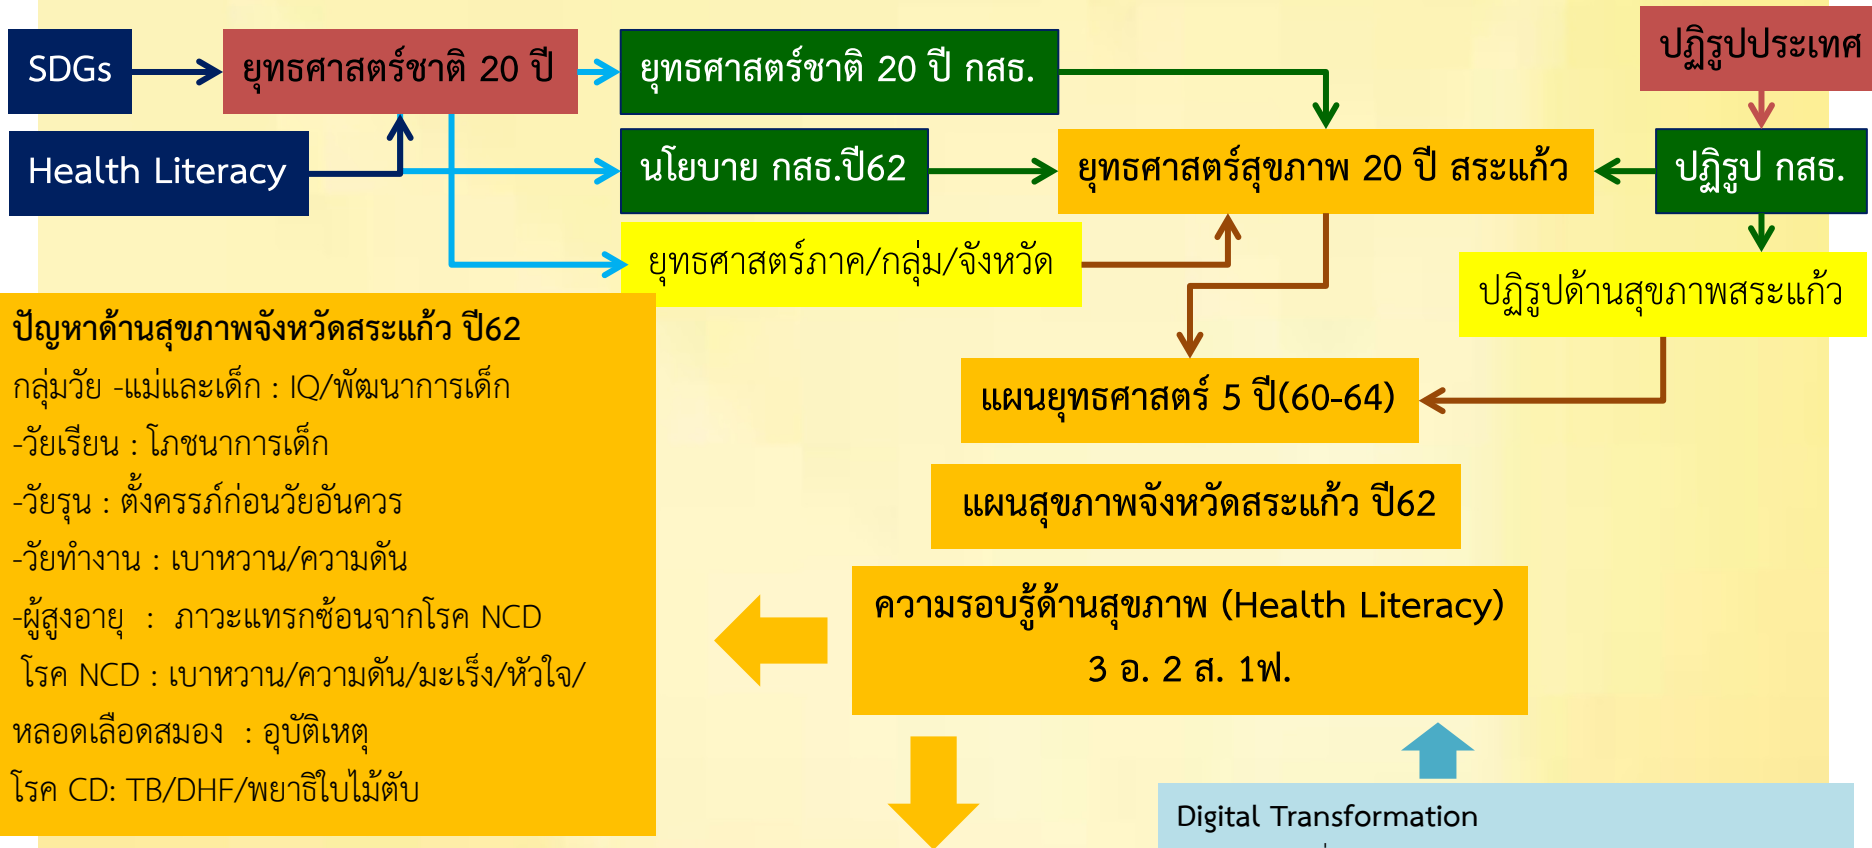 SDGs
ยุทธศาสตร์ชาติ 20 ปี
ยุทธศาสตร์ชาติ 20 ปี กสธ.
ปฏิรูปประเทศ
Health Literacy
นโยบาย กสธ.ปี62
ยุทธศาสตร์สุขภาพ 20 ปี สระแก้ว
ปฏิรูป กสธ.
ยุทธศาสตร์ภาค/กลุ่ม/จังหวัด
ปฏิรูปด้านสุขภาพสระแก้ว
แผนยุทธศาสตร์ 5 ปี(60-64)
แผนสุขภาพจังหวัดสระแก้ว ปี62
ปัญหาด้านสุขภาพจังหวัดสระแก้ว ปี62
กลุ่มวัย -แม่และเด็ก : IQ/พัฒนาการเด็ก
-วัยเรียน : โภชนาการเด็ก
-วัยรุน : ตั้งครรภ์ก่อนวัยอันควร
-วัยทำงาน : เบาหวาน/ความดัน
-ผู้สูงอายุ : ภาวะแทรกซ้อนจากโรค NCD
โรค NCD : เบาหวาน/ความดัน/มะเร็ง/หัวใจ/
หลอดเลือดสมอง : อุบัติเหตุ
โรค CD: TB/DHF/พยาธิใบไม้ตับ
ความรอบรู้ด้านสุขภาพ (Health Literacy)
3 อ. 2 ส. 1ฟ.
Digital Transformation